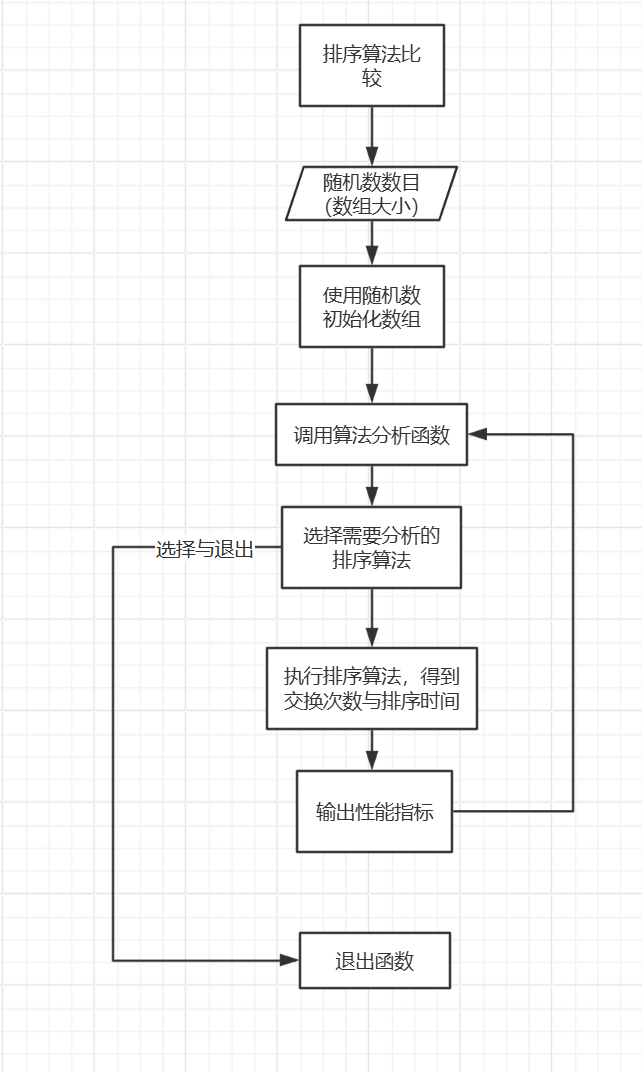 排序算法比
较
随机数数目
（数组大小）
使用随机数
初始化数组
调用算法分析函数
选择需要分析的
排序算法
选择与退出
执行排序算法，得到
交换次数与排序时间
输出性能指标
退出函数